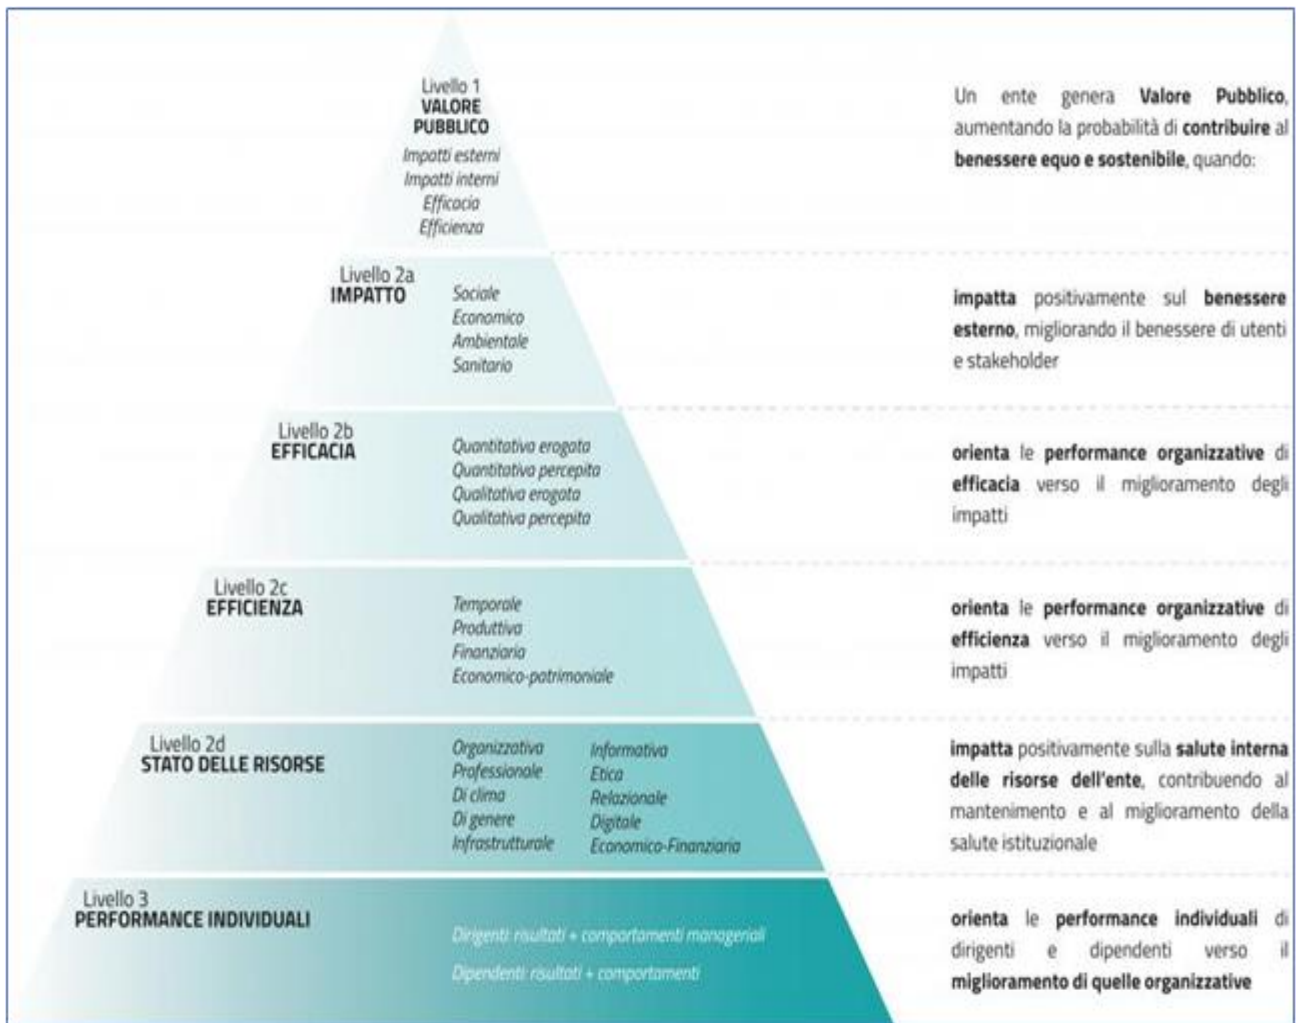 Livello 1
VALORE
PUBBLICO
Impatti esterni
Impatti interni
Efficacia
Efficienza
Un ente genera Valore Pubblico,
aumentando la probabilità di contribuire al
benessere equo e sostenibile, quando:
Livello 2a
IMPATTO
Sociale
Economico
Ambientale
Sanitario
impatta positivamente sul benessere
esterno, migliorando il benessere di utenti
e stakeholder
Livello 2b
EFFICACIA
Quantitativa erogata
Quantitativa percepita
Qualitativa erogata
Qualitativa percepita
orienta le performance organizzative di
efficacia verso il miglioramento degli
impatti
Livello 2c
EFFICIENZA
Temporale
Produttiva
Finanziaria
Economico-patrimoniale
orienta le performance organizzative di
efficienza verso il miglioramento degli
impatti
Livello 2d
STATO DELLE RISORSE
Organizzativa
Professionale
Di clima
Di genere
Infrastrutturale
Informativa
Etica
Relazionale
Digitale
Economico-Finanziaria
impatta positivamente sulla salute interna
delle risorse dell'ente, contribuendo al
mantenimento e al miglioramento della
salute istituzionale
Livello 3
PERFORMANCE INDIVIDUALI
Dirigenti: risultati + comportamenti manageriali
Dipendenti: risultati + comportamenti
orienta le performance individuali di
dirigenti e dipendenti verso il
miglioramento di quelle organizzative